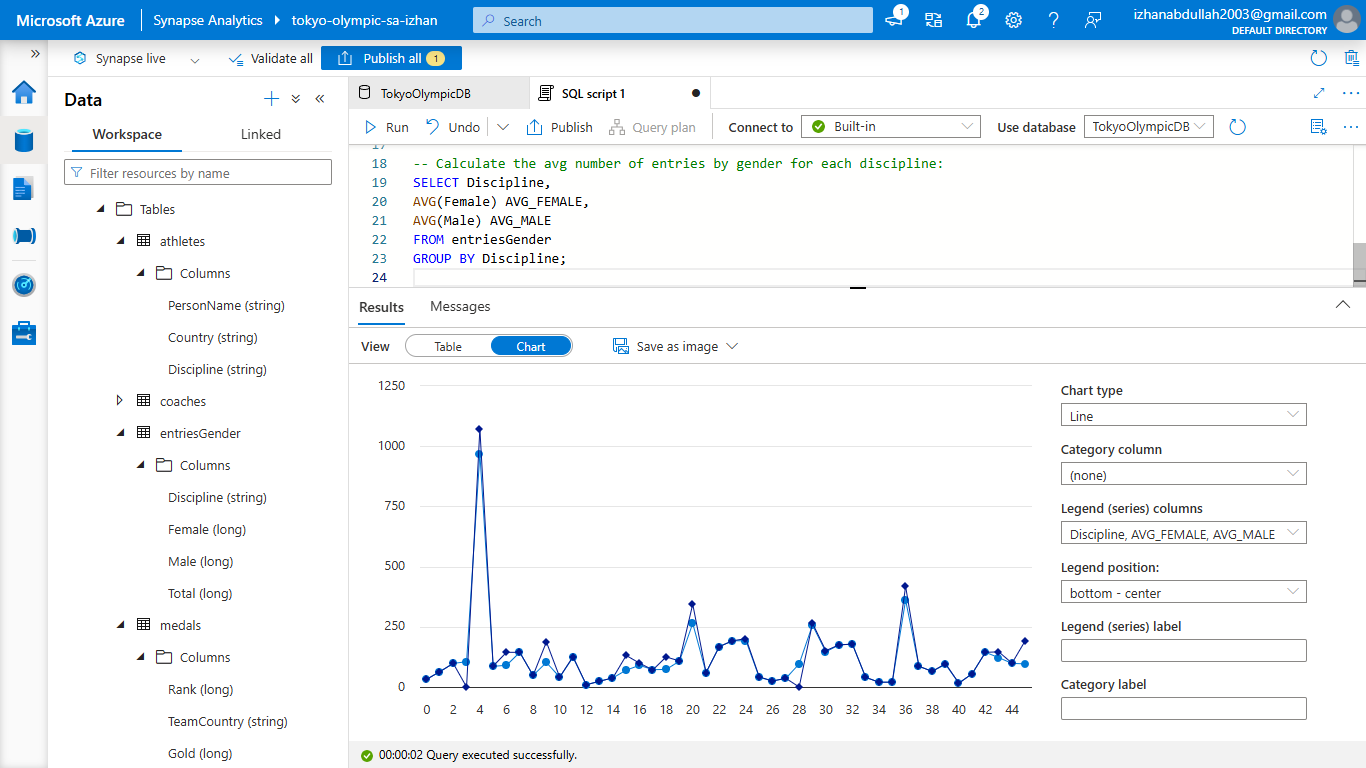 Microsoft Azure
Synapse Analytics
tokyo-olympic-sa-izhan
Search
1
2
izhanabdullah2003@gmail.com
DEFAULT DIRECTORY
Synapse live
Validate all
Publish all 1
Data
Workspace
Linked
Filter resources by name
Tables
athletes
Columns
PersonName (string)
Country (string)
Discipline (string)
coaches
entriesGender
Columns
Discipline (string)
Female (long)
Male (long)
Total (long)
medals
Columns
Rank (long)
TeamCountry (string)
Gold (long)
TokyoOlympicDB
SQL script 1
Run
Undo
Publish
Query plan
Connect to
Built-in
Use database
TokyoOlympicDB
17
18 -- Calculate the avg number of entries by gender for each discipline:
19 SELECT Discipline,
20 AVG(Female) AVG_FEMALE,
21 AVG(Male) AVG_MALE
22 FROM entriesGender
23 GROUP BY Discipline;
24
Results
Messages
View
Table
Chart
Save as image
1250
1000
750
500
250
0
0 2 4 6 8 10 12 14 16 18 20 22 24 26 28 30 32 34 36 38 40 42 44
Chart type
Line
Category column
(none)
Legend (series) columns
Discipline, AVG_FEMALE, AVG_MALE
Legend position:
bottom - center
Legend (series) label
Category label
00:00:02 Query executed successfully.